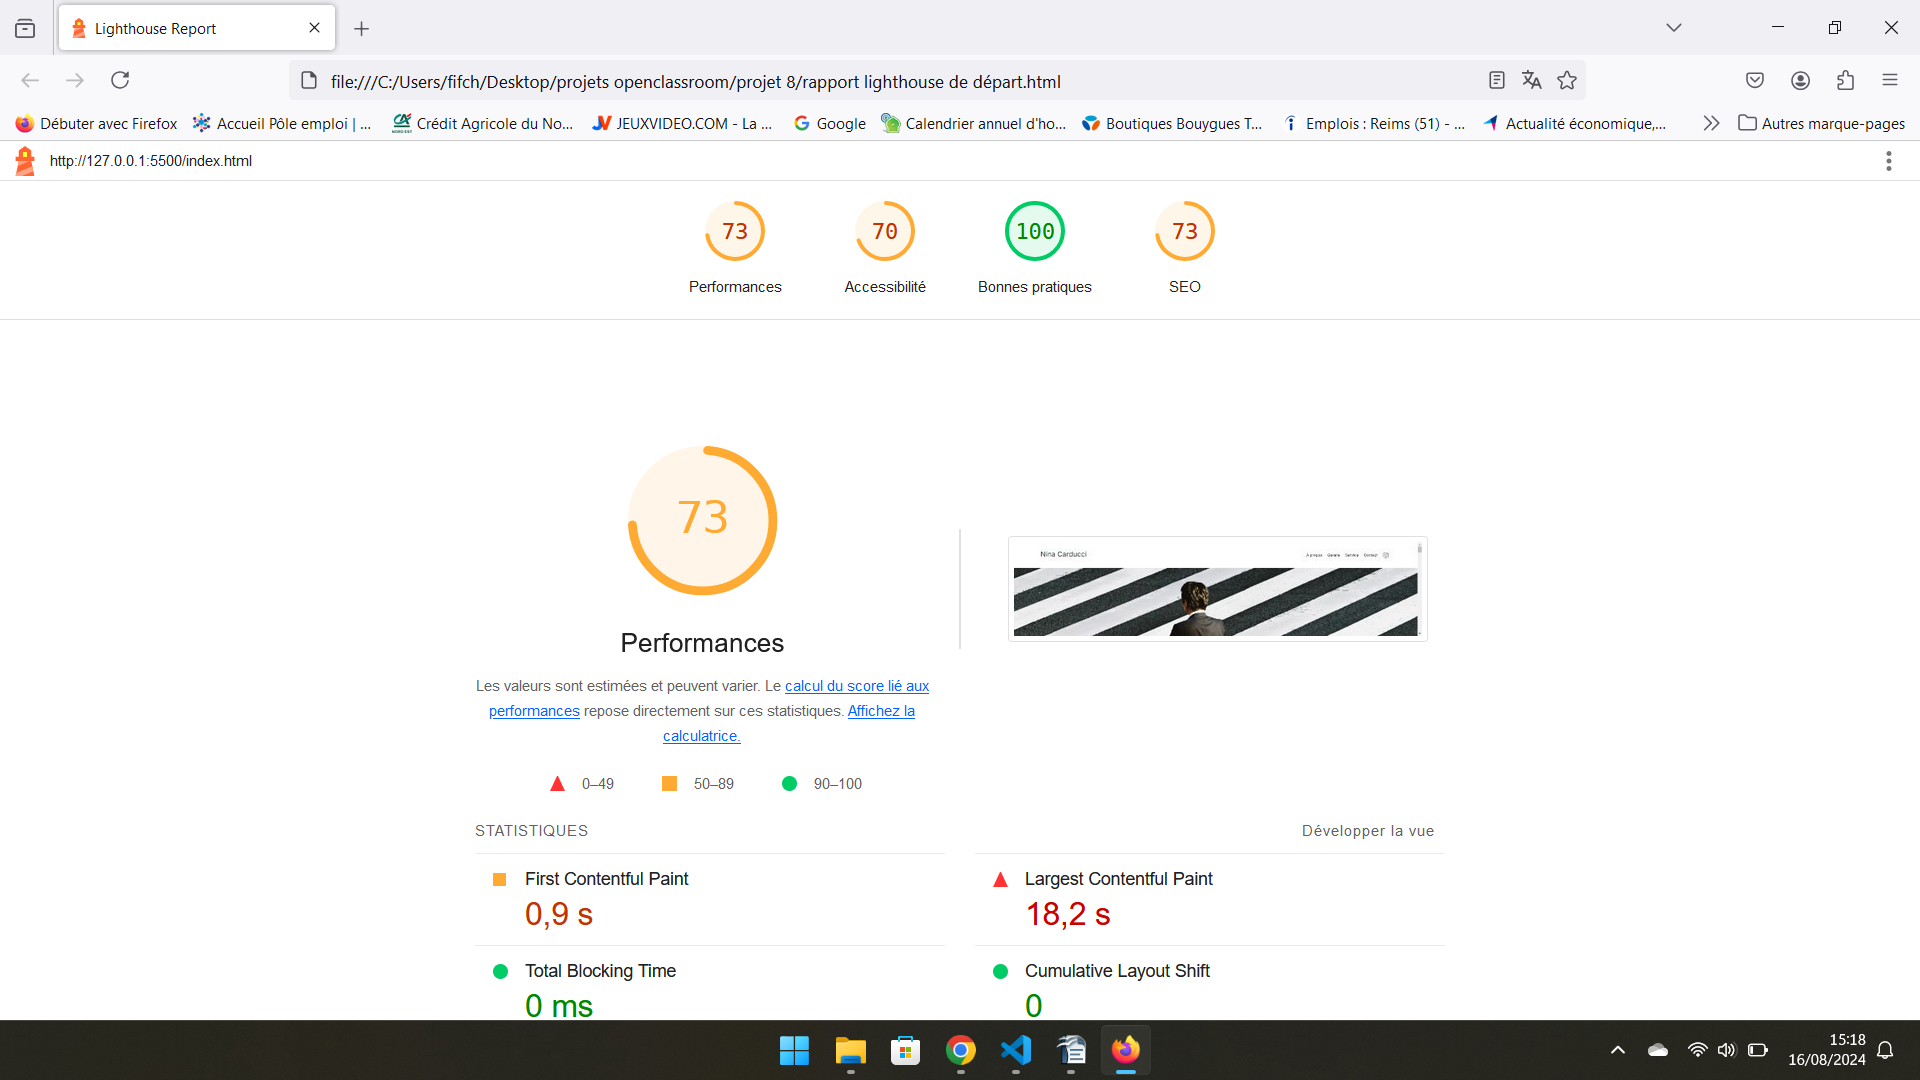 Lighthouse Report
file:///C:/Users/fifch/Desktop/projets openclassroom/projet 8/rapport lighthouse de départ.html
Débuter avec Firefox
Accueil Pôle emploi | ...
Crédit Agricole du No...
JEUXVIDEO.COM - La ...
Google
Calendrier annuel d'ho...
Boutiques Bouygues T...
Emplois : Reims (51) - ...
Actualité économique,...
Autres marque-pages
http://127.0.0.1:5500/index.html
73
70
100
73
Performances
Accessibilité
Bonnes pratiques
SEO
73
Nina Carducci
À propos Galerie Service Contact
Performances
Les valeurs sont estimées et peuvent varier. Le calcul du score lié aux
performances repose directement sur ces statistiques. Affichez la
calculatrice.
0–49
50–89
90–100
STATISTIQUES
Développer la vue
First Contentful Paint
0,9 s
Largest Contentful Paint
18,2 s
Total Blocking Time
0 ms
Cumulative Layout Shift
0
15:18
16/08/2024